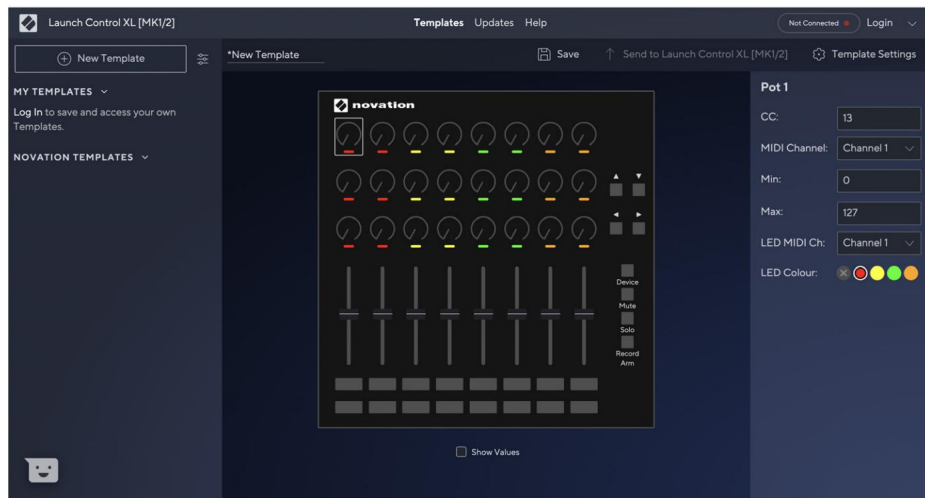 Launch Control XL [MK1/2]
Templates Updates Help
Not Connected
Login
New Template
*New Template
Save
Send to Launch Control XL [MK1/2]
Template Settings
MY TEMPLATES
Log In to save and access your own
Templates.
NOVATION TEMPLATES
novation
Device
Mute
Solo
Record
Arm
Show Values
Pot 1
CC: 13
MIDI Channel: Channel 1
Min: 0
Max: 127
LED MIDI Ch: Channel 1
LED Colour: